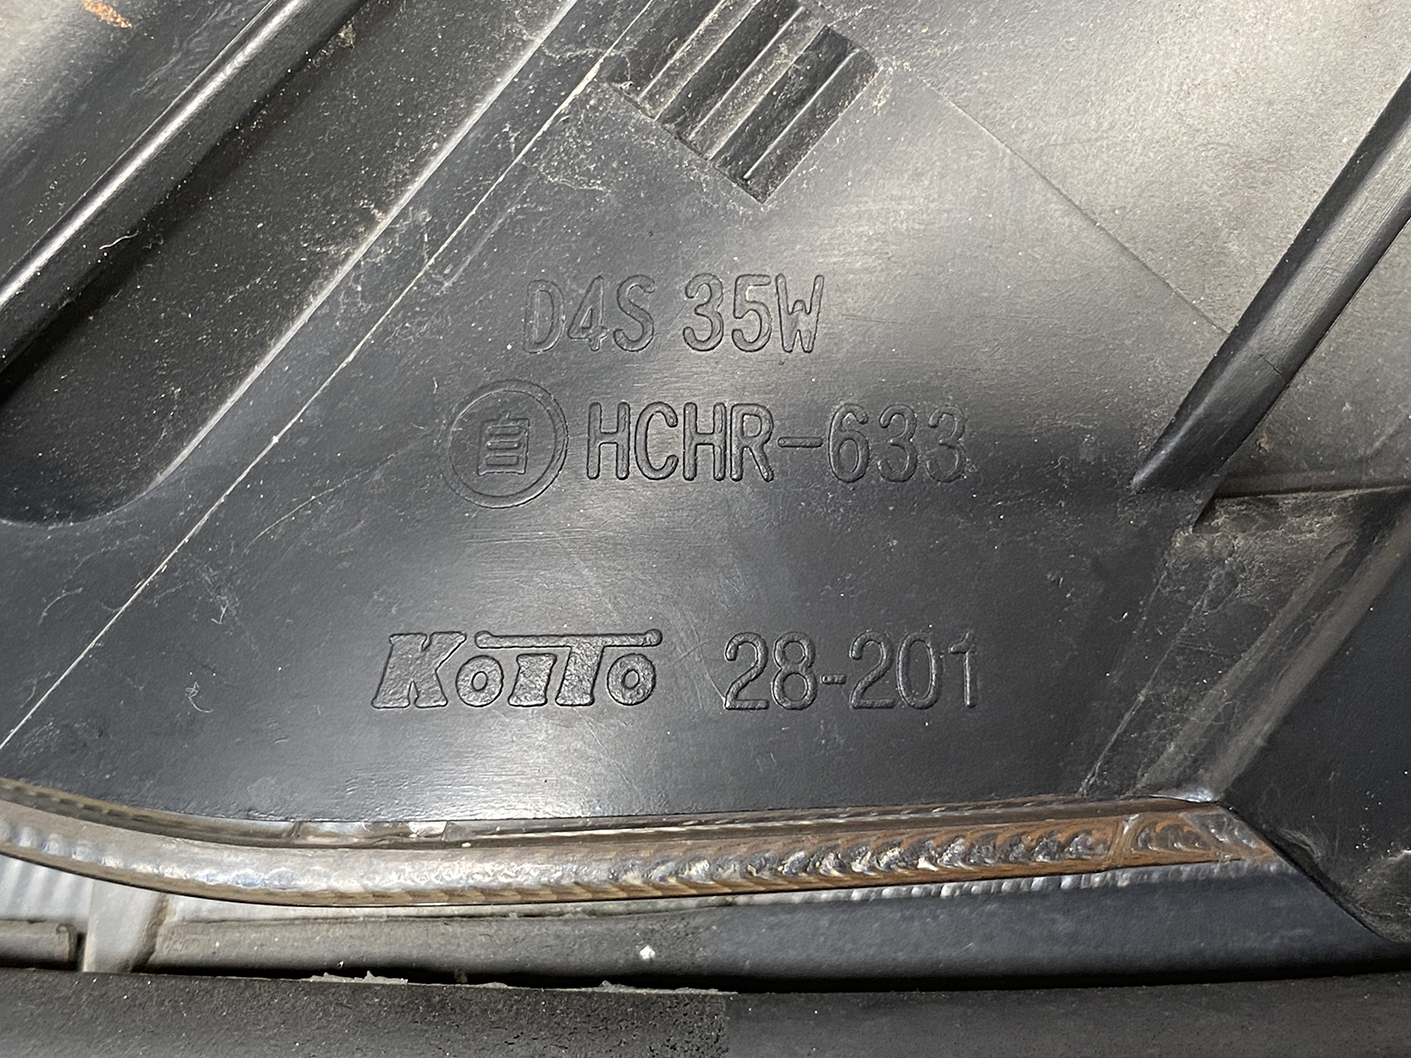 D4S 35W
自 HCHR-633
KoiTo 28-201